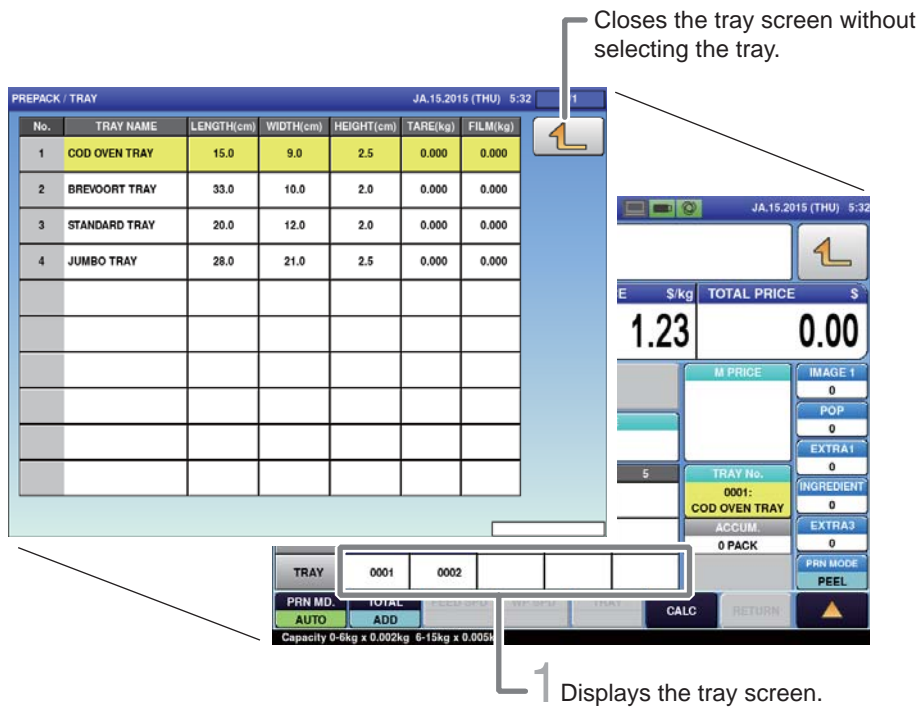 Closes the tray screen without
selecting the tray.
PREPACK / TRAY JA.15.2015 (THU) 5:32
No. TRAY NAME LENGTH(cm) WIDTH(cm) HEIGHT(cm) TARE(kg) FILM(kg)
1 COD OVEN TRAY 15.0 9.0 2.5 0.000 0.000
2 BREVOORT TRAY 33.0 10.0 2.0 0.000 0.000
3 STANDARD TRAY 20.0 12.0 2.0 0.000 0.000
4 JUMBO TRAY 28.0 21.0 2.5 0.000 0.000
JA.15.2015 (THU) 5:32
E $/kg TOTAL PRICE $
1.23 0.00
M PRICE IMAGE 1
0
POP
0
EXTRA1
0
5 TRAY No. INGREDIENT
0001: 0
COD OVEN TRAY
ACCUM. EXTRA3
0 PACK 0
TRAY 0001 0002 PRN MODE
PEEL
PRN MD. TOTAL FEED SPD WP SPD TRAY CALC RETURN
AUTO ADD
Capacity 0-6kg x 0.002kg 6-15kg x 0.005k
1 Displays the tray screen.